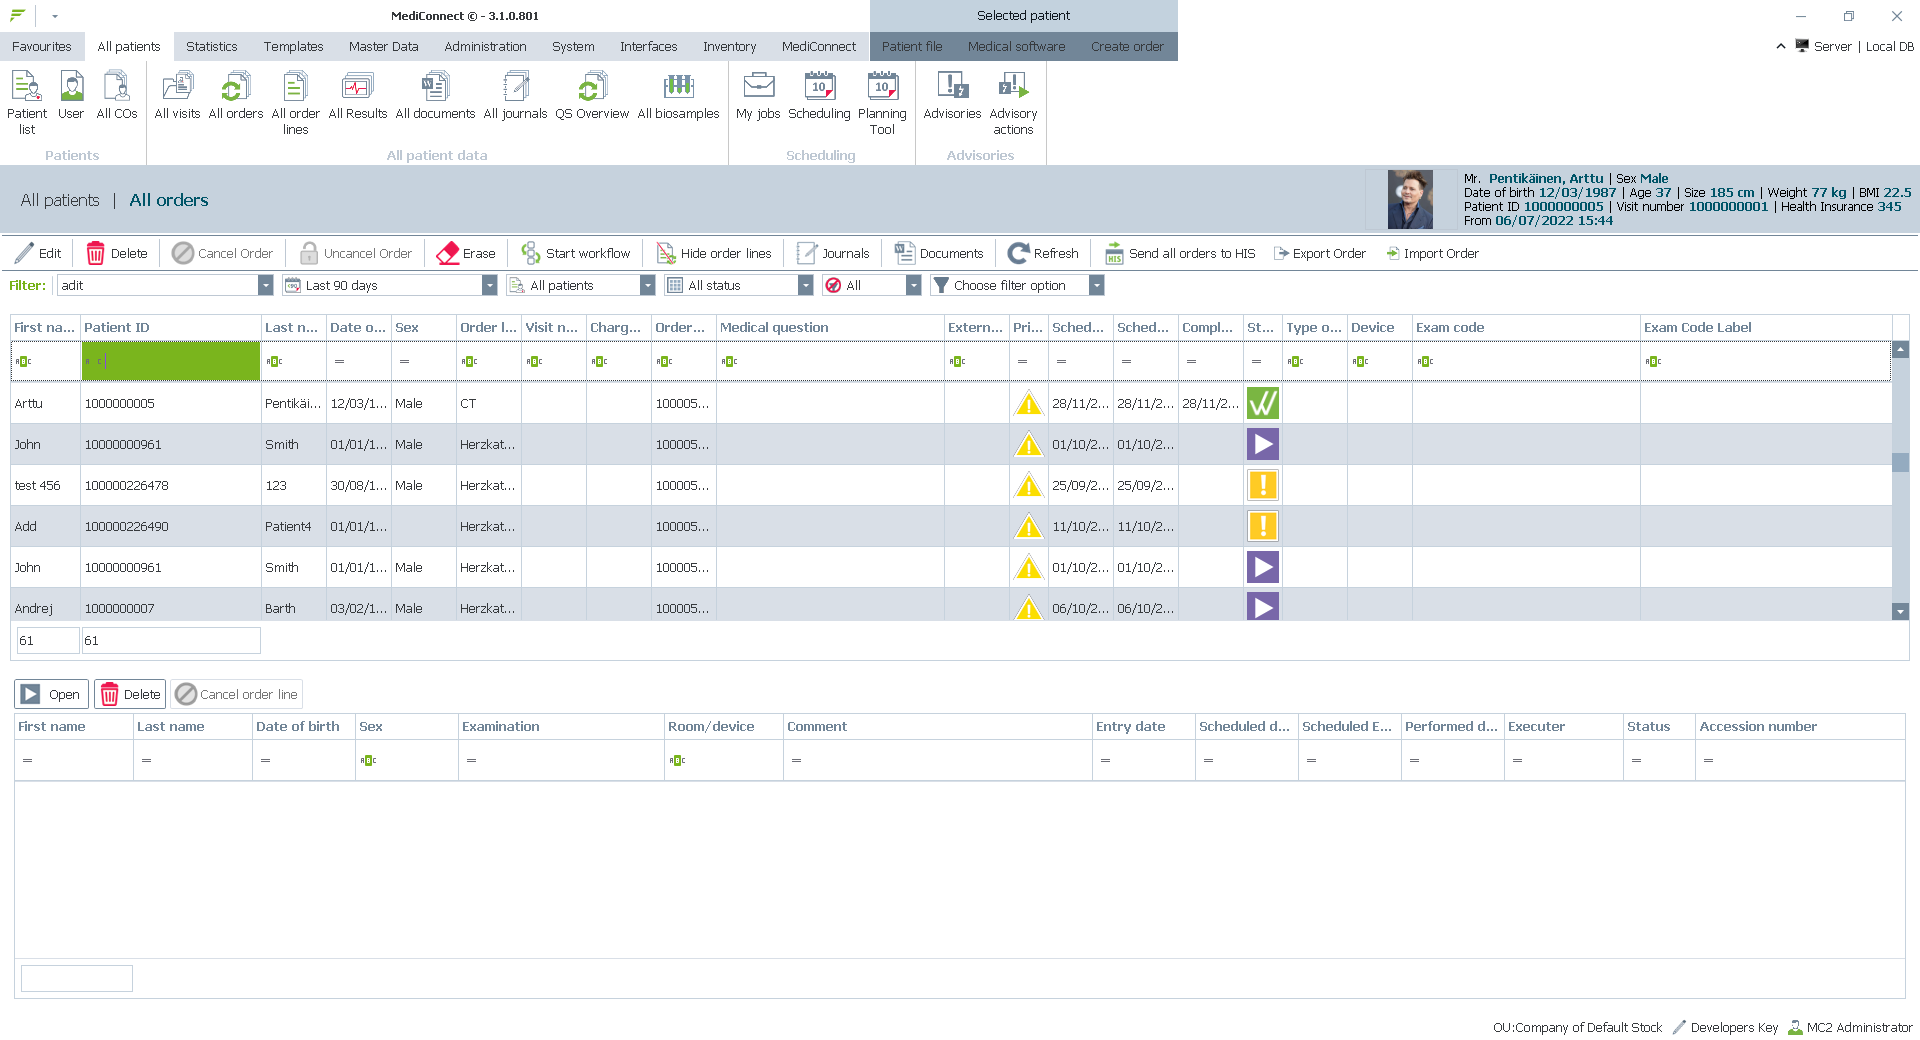 MediConnect © - 3.1.0.801
Selected patient
Favourites All patients Statistics Templates Master Data Administration System Interfaces Inventory MediConnect Patient file Medical software Create order
Server | Local DB
Patient list User All COs All visits All orders All order lines All Results All documents All journals QS Overview All biosamples My jobs Scheduling Planning Tool Advisories Advisory actions
Patients All patient data Scheduling Advisories
All patients | All orders
Mr. Pentikäinen, Arttu | Sex Male
Date of birth 12/03/1987 | Age 37 | Size 185 cm | Weight 77 kg | BMI 22.5
Patient ID 1000000005 | Visit number 1000000001 | Health Insurance 345
From 06/07/2022 15:44
Edit Delete Cancel Order Uncancel Order Erase Start workflow Hide order lines Journals Documents Refresh Send all orders to HIS Export Order Import Order
Filter: adit Last 90 days All patients All status All Choose filter option
First na... Patient ID Last n... Date o... Sex Order l... Visit n... Charg... Order... Medical question Extern... Pri... Sched... Sched... Compl... St... Type o... Device Exam code Exam Code Label
Arttu 1000000005 Pentikäi... 12/03/1... Male CT 100005... 28/11/2... 28/11/2... 28/11/2...
John 10000000961 Smith 01/01/1... Male Herzkat... 100005... 01/10/2... 01/10/2...
test 456 100000226478 123 30/08/1... Male Herzkat... 100005... 25/09/2... 25/09/2...
Add 100000226490 Patient4 01/01/1... Herzkat... 100005... 11/10/2... 11/10/2...
John 10000000961 Smith 01/01/1... Male Herzkat... 100005... 01/10/2... 01/10/2...
Andrej 1000000007 Barth 03/02/1... Male Herzkat... 100005... 06/10/2... 06/10/2...
61 61
Open Delete Cancel order line
First name Last name Date of birth Sex Examination Room/device Comment Entry date Scheduled d... Scheduled E... Performed d... Executer Status Accession number
OU:Company of Default Stock Developers Key MC2 Administrator